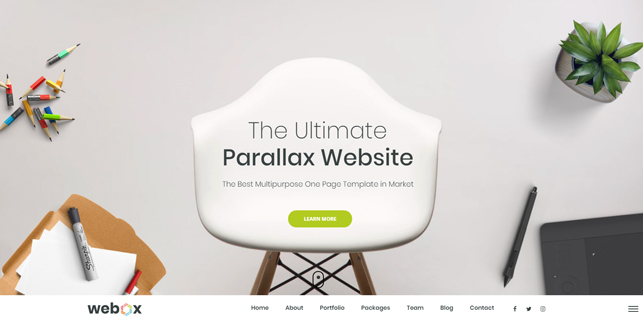 The Ultimate
Parallax Website
The Best Multipurpose One Page Template in Market
LEARN MORE
webox
Home About Portfolio Packages Team Blog Contact